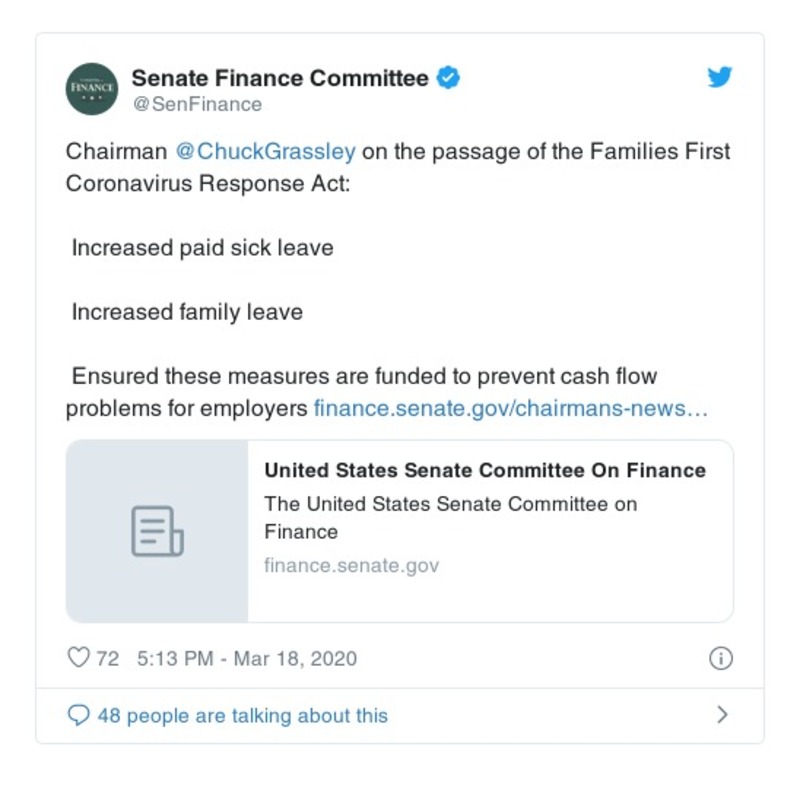 FINANCE
Senate Finance Committee
@SenFinance
Chairman @ChuckGrassley on the passage of the Families First
Coronavirus Response Act:
Increased paid sick leave
Increased family leave
Ensured these measures are funded to prevent cash flow
problems for employers finance.senate.gov/chairmans-news…
United States Senate Committee On Finance
The United States Senate Committee on
Finance
finance.senate.gov
72 5:13 PM - Mar 18, 2020
48 people are talking about this